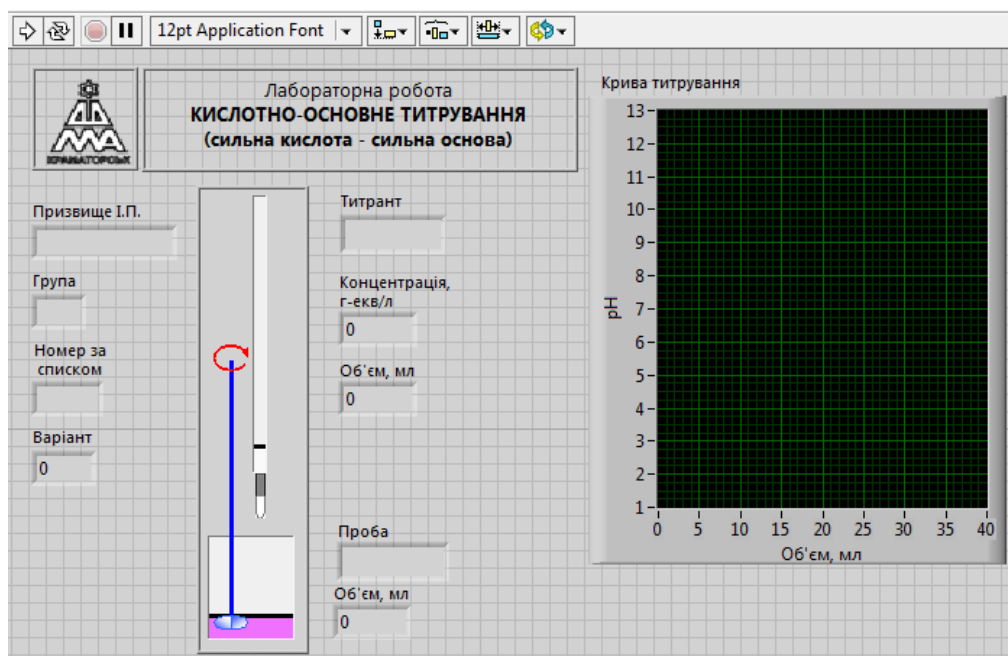 12pt Application Font
КРАМАТОРСЬК
Лабораторна робота
КИСЛОТНО-ОСНОВНЕ ТИТРУВАННЯ
(сильна кислота - сильна основа)
Призвище І.П.
Група
Номер за
списком
Варіант
0
Титрант
Концентрація,
г-екв/л
0
Об'єм, мл
0
Проба
Об'єм, мл
0
Крива титрування
13
12
11
10
9
8
7
6
5
4
3
2
1
pH
0 5 10 15 20 25 30 35 40
Об'єм, мл